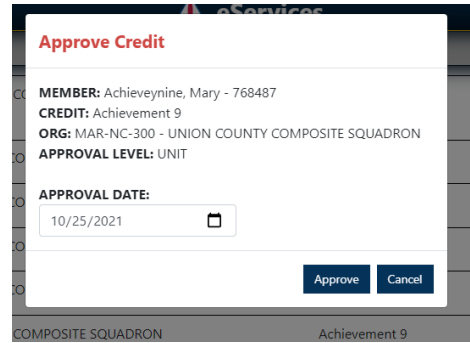 eServices
Approve Credit
MEMBER: Achieveynine, Mary - 768487
CREDIT: Achievement 9
ORG: MAR-NC-300 - UNION COUNTY COMPOSITE SQUADRON
APPROVAL LEVEL: UNIT
APPROVAL DATE:
10/25/2021
Approve Cancel
COMPOSITE SQUADRON Achievement 9